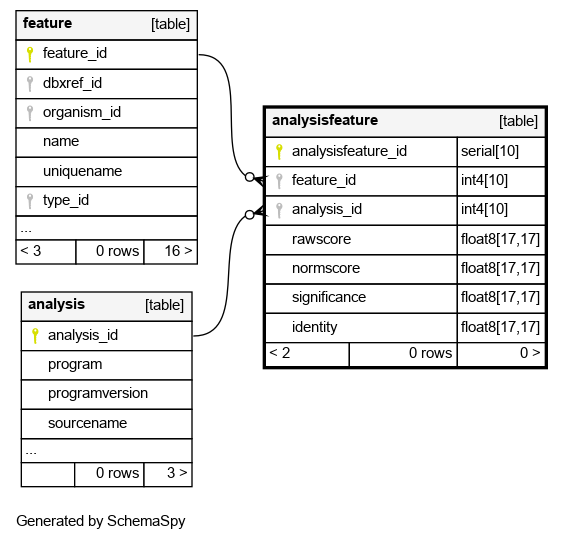 feature [table]
feature_id
dbxref_id
organism_id
name
uniquename
type_id
...
< 3 0 rows 16 >
analysisfeature [table]
analysisfeature_id serial[10]
feature_id int4[10]
analysis_id int4[10]
rawscore float8[17,17]
normscore float8[17,17]
significance float8[17,17]
identity float8[17,17]
< 2 0 rows 0 >
analysis [table]
analysis_id
program
programversion
sourcename
...
0 rows 3 >
Generated by SchemaSpy